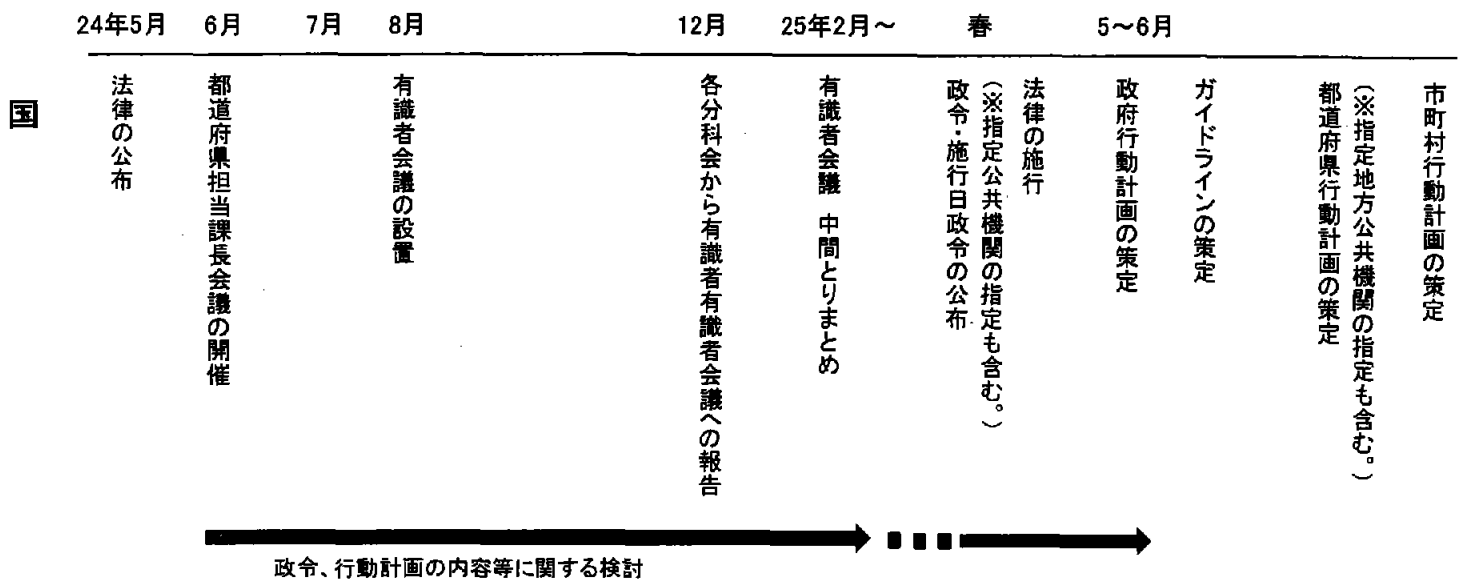 24年5月 6月 7月 8月 12月 25年2月～ 春 5～6月
国
法律の公布
都道府県担当課長会議の開催
有識者会議の設置
各分科会から有識者有識者会議への報告
有識者会議 中間とりまとめ
政令・施行日政令の公布
（※指定公共機関の指定も含む。）
法律の施行
政府行動計画の策定
ガイドラインの策定
都道府県行動計画の策定
（※指定地方公共機関の指定も含む。）
市町村行動計画の策定
政令、行動計画の内容等に関する検討